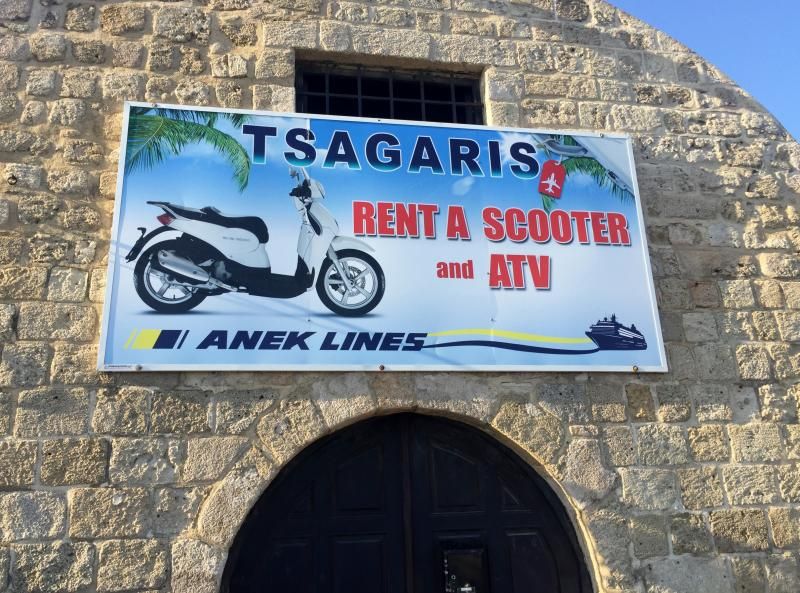 TSAGARIS
RENT A SCOOTER
and ATV
ANEK LINES